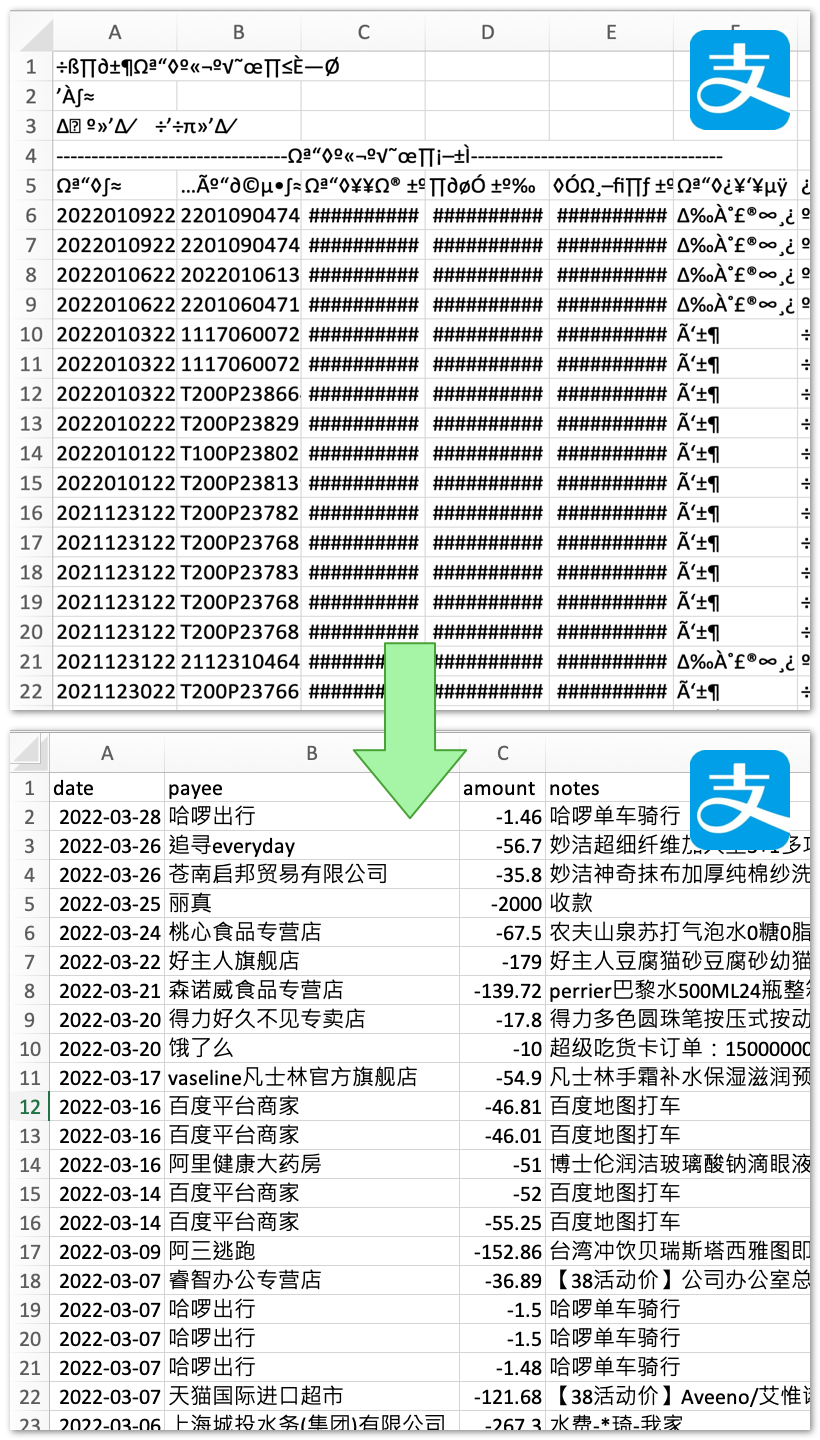 A B C D E F
1 ÷ß∏∂±¶Ωª“◊º«¬º√˜œ∏≤È—Ø
2 ’À∫≈
3 º»’∆⁄ ÷’÷π»’∆⁄
4 ---------------------------------Ωª“◊º«¬º√˜œ∏¡–±Ì------------------------------------
5 Ωª“◊∫≈ …Ãº“∂©µ•∫≈ Ωª“◊¥¥Ω® ±º ∏∂øÓ ±º‰ ◊ÓΩ¸–fi∏ƒ ±º Ωª“◊¿¥‘¥µÿ
6 2022010922 2201090474 ########## ########## ########## ∆‰À˚£®∞¸¿
7 2022010922 2201090474 ########## ########## ########## ∆‰À˚£®∞¸¿
8 2022010622 2022010613 ########## ########## ########## ∆‰À˚£®∞¸¿
9 2022010622 2201060471 ########## ########## ########## ∆‰À˚£®∞¸¿
10 2022010322 1117060072 ########## ########## ########## Ã‘±¶ ÷
11 2022010322 1117060072 ########## ########## ########## Ã‘±¶ ÷
12 2022010322 T200P23866 ########## ########## ########## Ã‘±¶ ÷
13 2022010222 T200P23829 ########## ########## ########## Ã‘±¶ ÷
14 2022010122 T100P23802 ########## ########## ########## Ã‘±¶ ÷
15 2022010122 T200P23813 ########## ########## ########## Ã‘±¶ ÷
16 2021123122 T200P23782 ########## ########## ########## Ã‘±¶ ÷
17 2021123122 T200P23768 ########## ########## ########## Ã‘±¶ ÷
18 2021123122 T200P23783 ########## ########## ########## Ã‘±¶ ÷
19 2021123122 T200P23768 ########## ########## ########## Ã‘±¶ ÷
20 2021123122 T200P23768 ########## ########## ########## Ã‘±¶ ÷
21 2021123122 2112310464 ########## ########## ########## ∆‰À˚£®∞¸¿
22 2021123022 T200P23766 ########## ########## ########## Ã‘±¶ ÷
支
A B C
支
1 date payee amount notes
2 2022-03-28 哈啰出行 -1.46 哈啰单车骑行
3 2022-03-26 追寻everyday -56.7 妙洁超细纤维加
4 2022-03-26 苍南启邦贸易有限公司 -35.8 妙洁神奇抹布加厚纯棉纱洗
5 2022-03-25 丽真 -2000 收款
6 2022-03-24 桃心食品专营店 -67.5 农夫山泉苏打气泡水0糖0脂
7 2022-03-22 好主人旗舰店 -179 好主人豆腐猫砂豆腐砂幼猫
8 2022-03-21 森诺威食品专营店 -139.72 perrier巴黎水500ML24瓶整
9 2022-03-20 得力好久不见专卖店 -17.8 得力多色圆珠笔按压式按动
10 2022-03-20 饿了么 -10 超级吃货卡订单：15000000
11 2022-03-17 vaseline凡士林官方旗舰店 -54.9 凡士林手霜补水保湿滋润预
12 2022-03-16 百度平台商家 -46.81 百度地图打车
13 2022-03-16 百度平台商家 -46.01 百度地图打车
14 2022-03-16 阿里健康大药房 -51 博士伦润洁玻璃酸钠滴眼液
15 2022-03-14 百度平台商家 -52 百度地图打车
16 2022-03-14 百度平台商家 -55.25 百度地图打车
17 2022-03-09 阿三逃跑 -152.86 台湾冲饮贝瑞斯塔西雅图即
18 2022-03-07 睿智办公专营店 -36.89 【38活动价】公司办公室总
19 2022-03-07 哈啰出行 -1.5 哈啰单车骑行
20 2022-03-07 哈啰出行 -1.5 哈啰单车骑行
21 2022-03-07 哈啰出行 -1.48 哈啰单车骑行
22 2022-03-07 天猫国际进口超市 -121.68 【38活动价】Aveeno/艾惟诺
23 2022-03-06 上海城投水务(集团)有限公司 -267.3 水费-*琦-我家